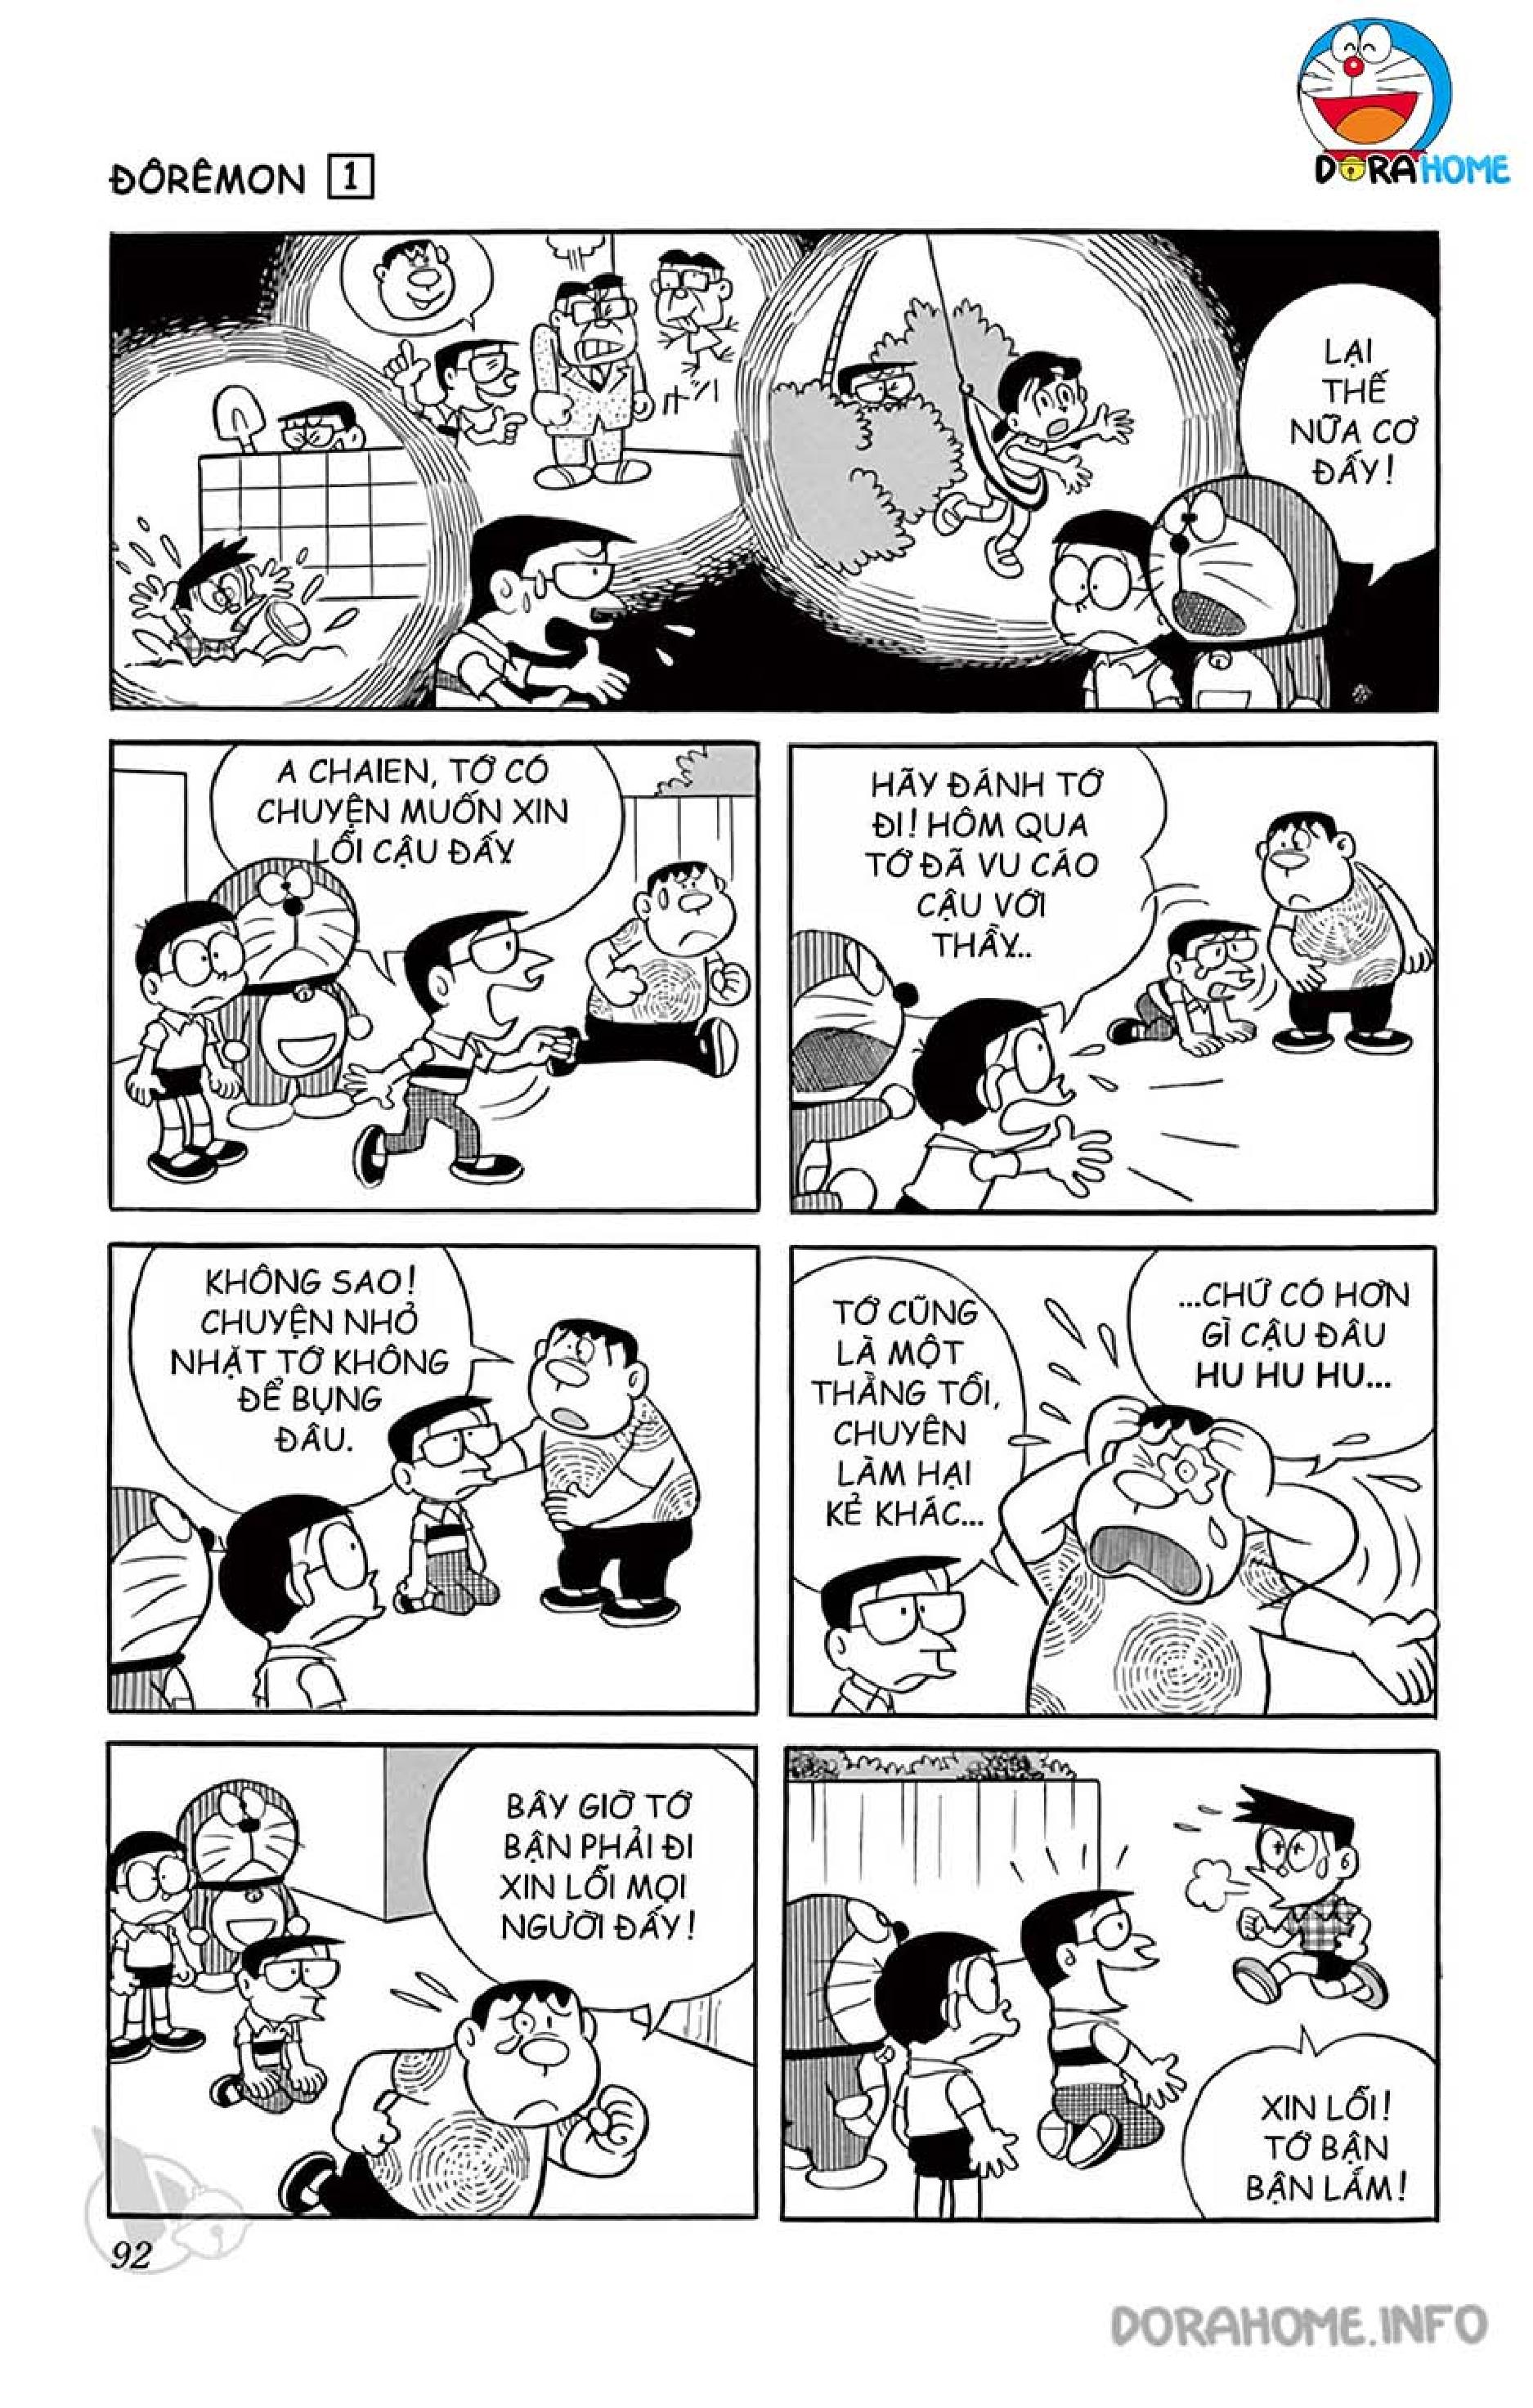 DORAHOME
ĐÔRÊMON 1
LẠI
THẾ
NỮA CƠ
ĐẤY!
A CHAIEN, TỚ CÓ
CHUYỆN MUỐN XIN
LỖI CẬU ĐẤY.
HÃY ĐÁNH TỚ
ĐI! HÔM QUA
TỚ ĐÃ VU CÁO
CẬU VỚI
THẦY...
KHÔNG SAO!
CHUYỆN NHỎ
NHẶT TỚ KHÔNG
ĐỂ BỤNG
ĐÂU.
TỚ CŨNG
LÀ MỘT
THẰNG TỒI,
CHUYÊN
LÀM HẠI
KẺ KHÁC...
...CHỨ CÓ HƠN
GÌ CẬU ĐÂU
HU HU HU...
BÂY GIỜ TỚ
BẬN PHẢI ĐI
XIN LỖI MỌI
NGƯỜI ĐẤY!
XIN LỖI!
TỚ BẬN
BẬN LẮM!
92
DORAHOME.INFO